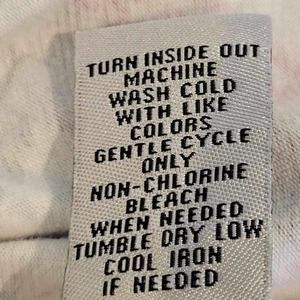 TURN INSIDE OUT
MACHINE
WASH COLD
WITH LIKE
COLORS
GENTLE CYCLE
ONLY
NON-CHLORINE
BLEACH
WHEN NEEDED
TUMBLE DRY LOW
COOL IRON
IF NEEDED